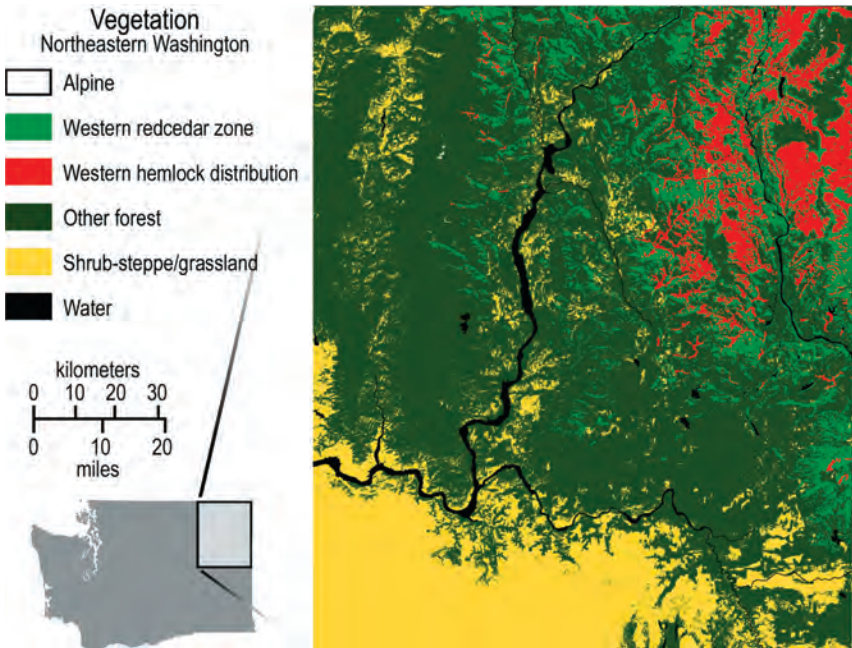 Vegetation
Northeastern Washington
Alpine
Western redcedar zone
Western hemlock distribution
Other forest
Shrub-steppe/grassland
Water
kilometers
0 10 20 30
0 10 20
miles